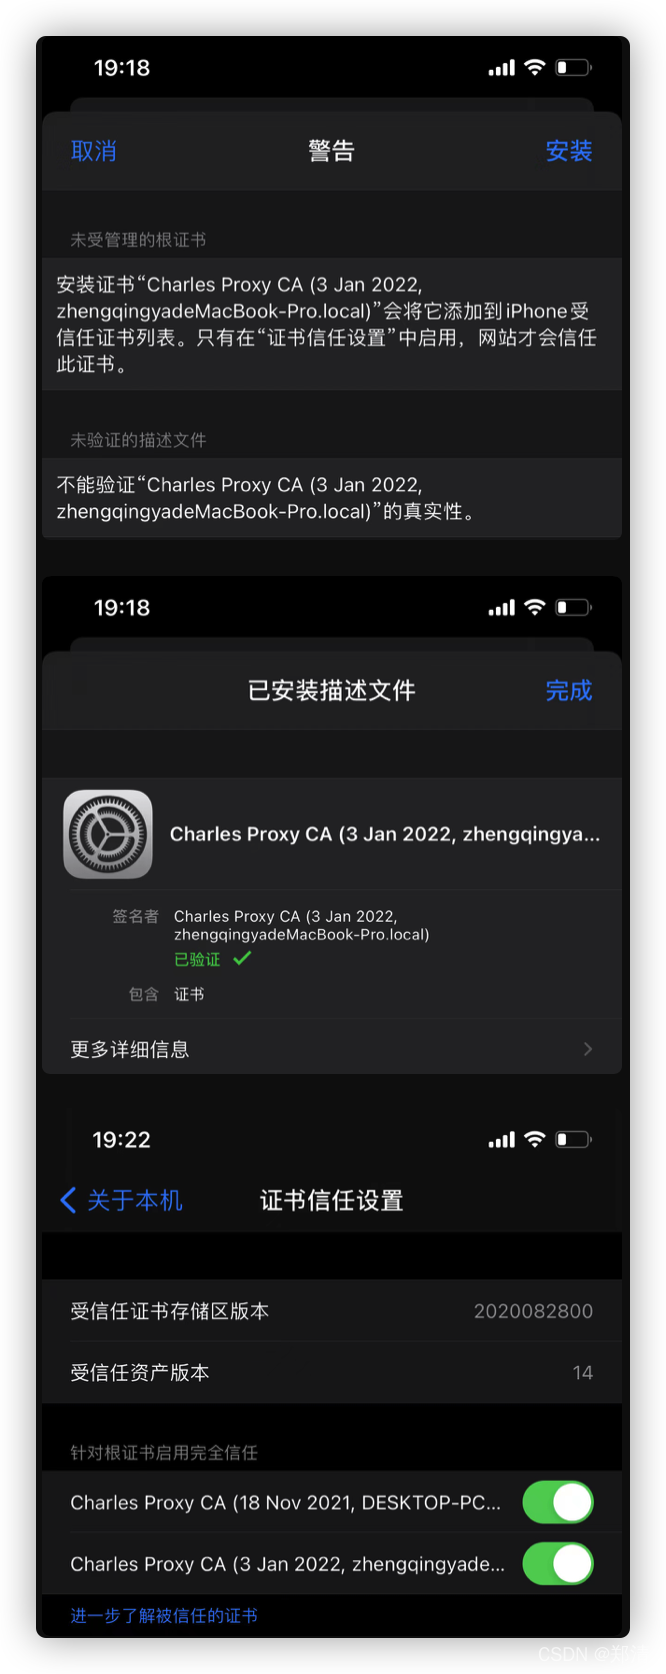 19:18
取消 警告 安装
未受管理的根证书
安装证书“Charles Proxy CA (3 Jan 2022,
zhengqingyadeMacBook-Pro.local)”会将它添加到iPhone受
信任证书列表。只有在“证书信任设置”中启用，网站才会信任
此证书。
未验证的描述文件
不能验证“Charles Proxy CA (3 Jan 2022,
zhengqingyadeMacBook-Pro.local)”的真实性。
19:18
已安装描述文件 完成
Charles Proxy CA (3 Jan 2022, zhengqingya...
签名者 Charles Proxy CA (3 Jan 2022,
zhengqingyadeMacBook-Pro.local)
已验证
包含 证书
更多详细信息
19:22
关于本机 证书信任设置
受信任证书存储区版本 2020082800
受信任资产版本 14
针对根证书启用完全信任
Charles Proxy CA (18 Nov 2021, DESKTOP-PC...
Charles Proxy CA (3 Jan 2022, zhengqingyade...
进一步了解被信任的证书
CSDN